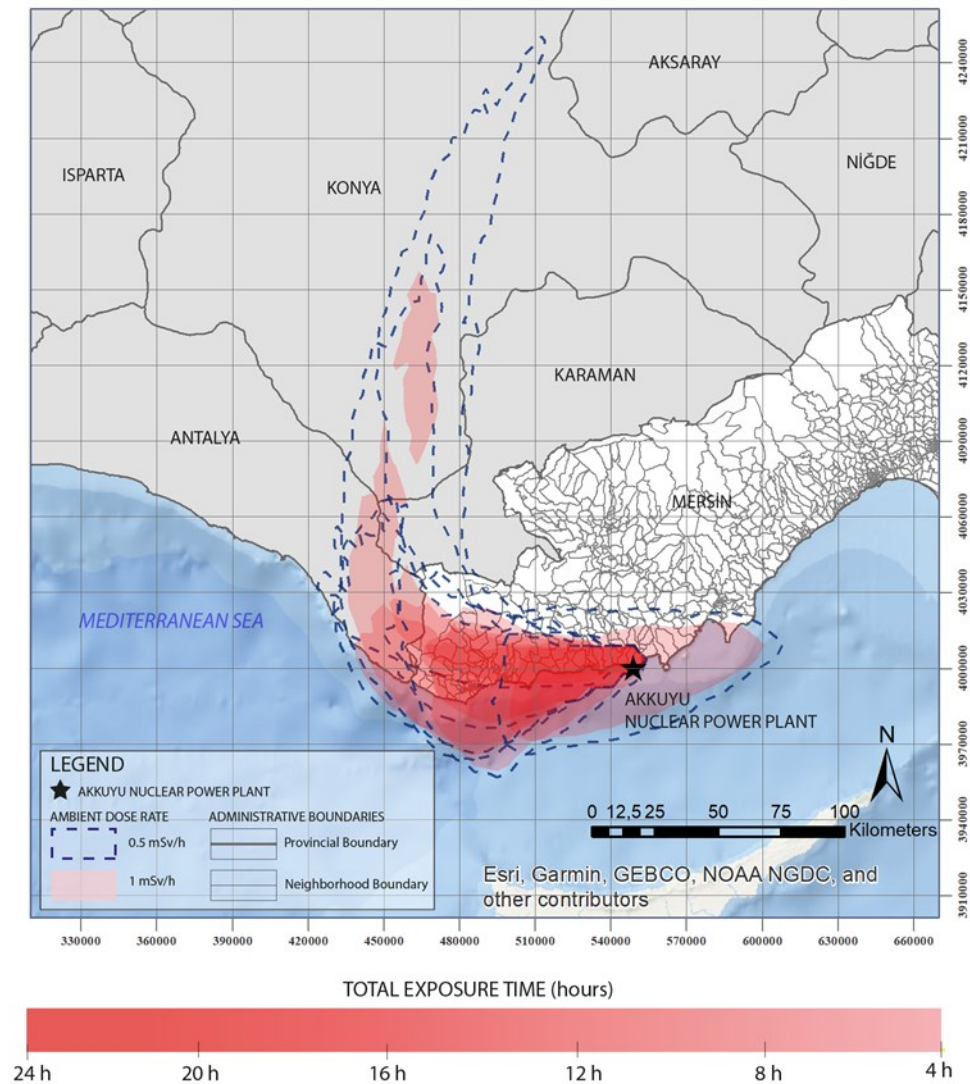 AKSARAY
ISPARTA
KONYA
NİĞDE
KARAMAN
ANTALYA
MERSİN
MEDITERRANEAN SEA
AKKUYU
NUCLEAR POWER PLANT
4240000
4210000
4180000
4150000
4120000
4090000
4060000
4030000
4000000
3970000
3940000
3910000
N
LEGEND
AKKUYU NUCLEAR POWER PLANT
AMBIENT DOSE RATE
0.5 mSv/h
1 mSv/h
ADMINISTRATIVE BOUNDARIES
Provincial Boundary
Neighborhood Boundary
0 12,5 25 50 75 100
Kilometers
Esri, Garmin, GEBCO, NOAA NGDC, and
other contributors
330000 360000 390000 420000 450000 480000 510000 540000 570000 600000 630000 660000
TOTAL EXPOSURE TIME (hours)
24 h 20 h 16 h 12 h 8 h 4 h